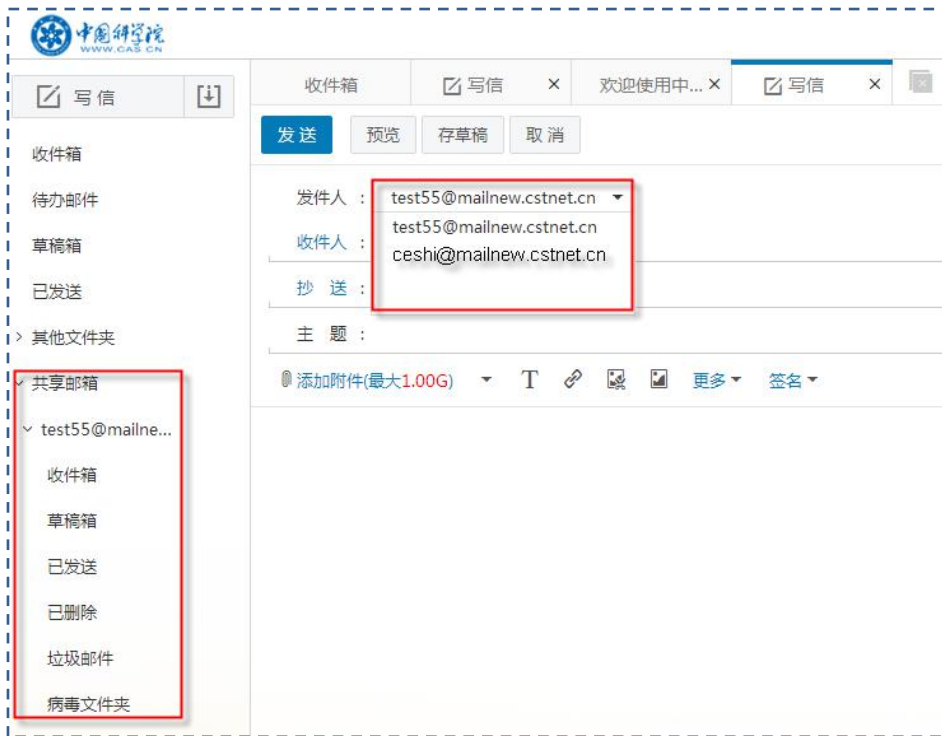 中国科学院
WWW.CAS.CN
写信
收件箱
待办邮件
草稿箱
已发送
其他文件夹
共享邮箱
test55@mailne...
收件箱
草稿箱
已发送
已删除
垃圾邮件
病毒文件夹
收件箱 写信 × 欢迎使用中... × 写信 ×
发送 预览 存草稿 取消
发件人 : test55@mailnew.cstnet.cn
test55@mailnew.cstnet.cn
收件人 :
ceshi@mailnew.cstnet.cn
抄 送 :
主 题 :
添加附件(最大1.00G) T 更多 签名